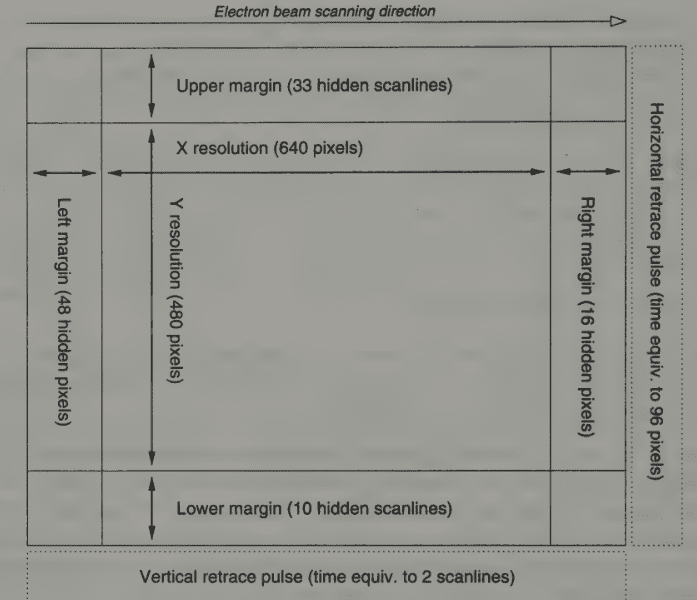 Electron beam scanning direction
Upper margin (33 hidden scanlines)
X resolution (640 pixels)
Left margin (48 hidden pixels)
Y resolution (480 pixels)
Right margin (16 hidden pixels)
Horizontal retrace pulse (time equiv. to 96 pixels)
Lower margin (10 hidden scanlines)
Vertical retrace pulse (time equiv. to 2 scanlines)